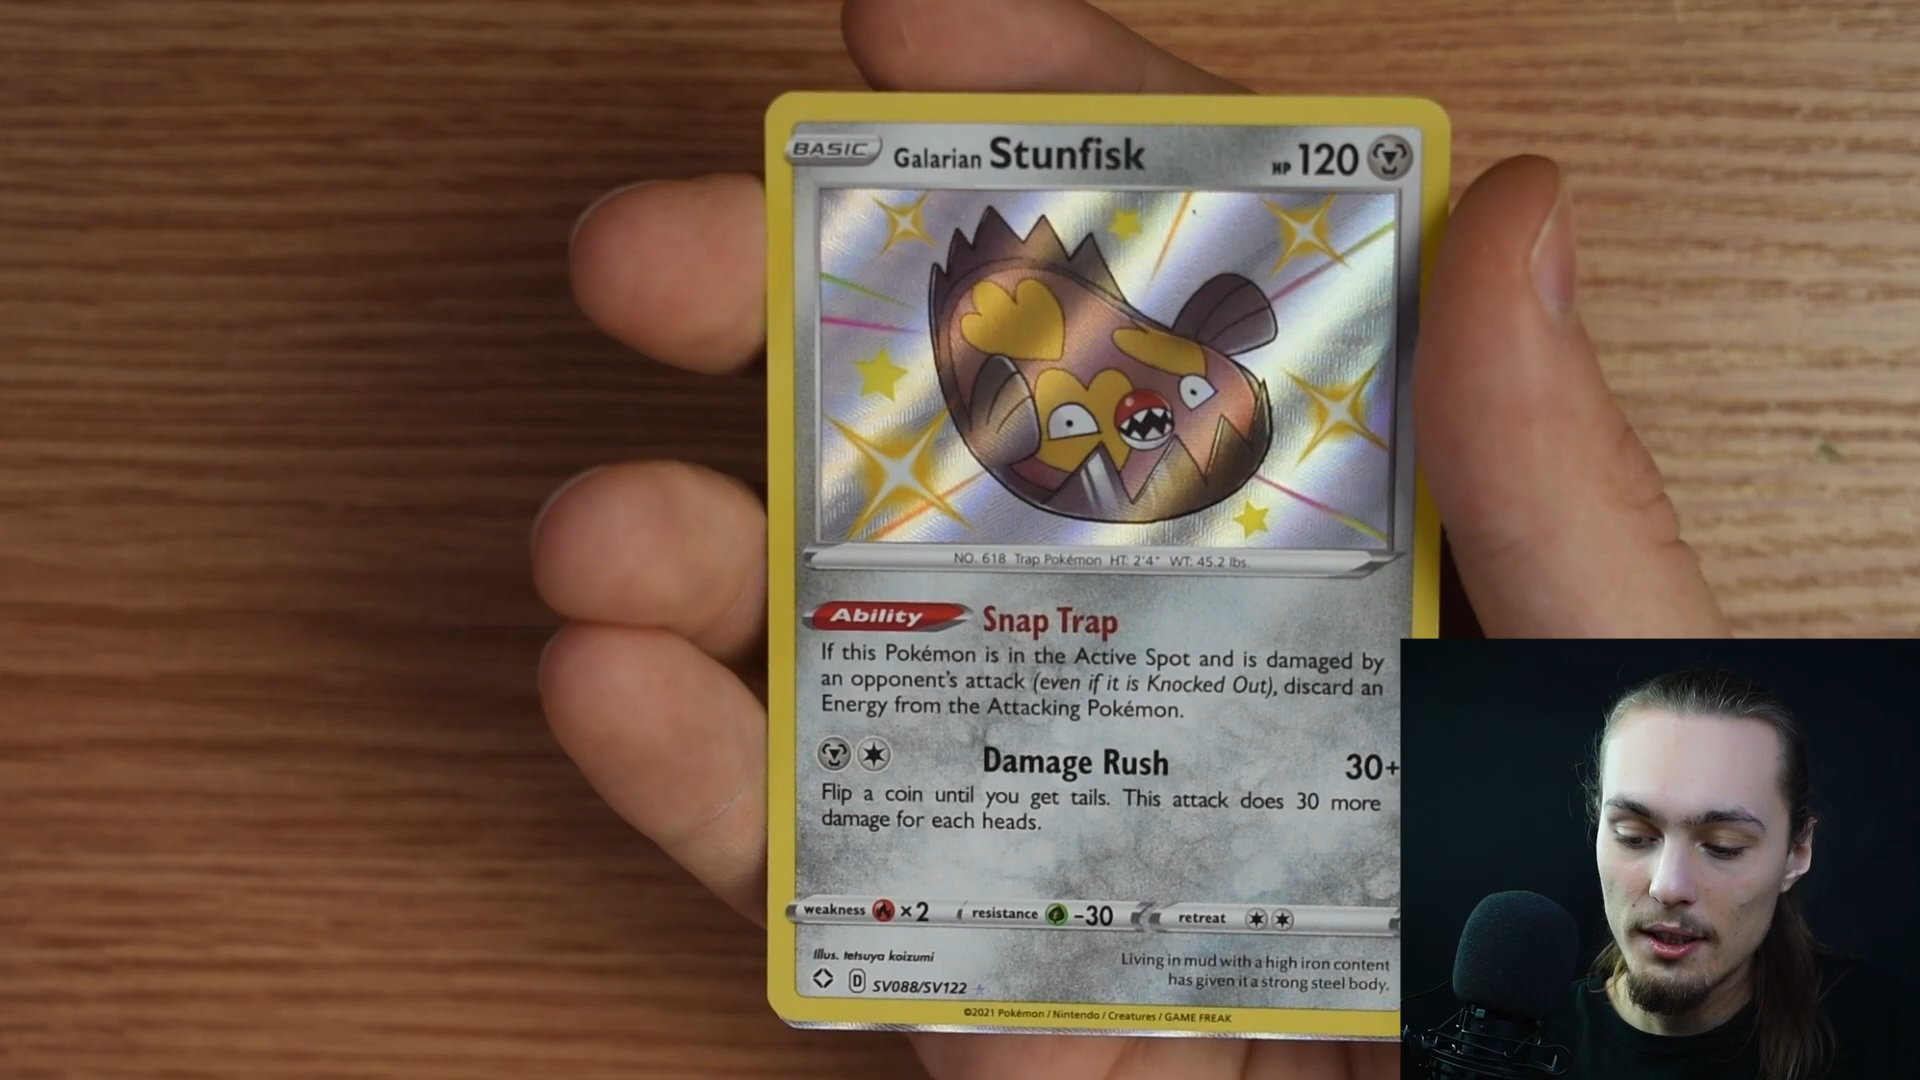 BASIC Galarian Stunfisk HP 120
NO. 618 Trap Pokémon HT: 2'4" WT: 45.2 lbs.
Ability Snap Trap
If this Pokémon is in the Active Spot and is damaged by
an opponent's attack (even if it is Knocked Out), discard an
Energy from the Attacking Pokémon.
Damage Rush 30+
Flip a coin until you get tails. This attack does 30 more
damage for each heads.
weakness ×2 resistance -30 retreat
Illus. tetsuya koizumi
Living in mud with a high iron content
has given it a strong steel body.
D SV088/SV122
©2021 Pokémon / Nintendo / Creatures / GAME FREAK